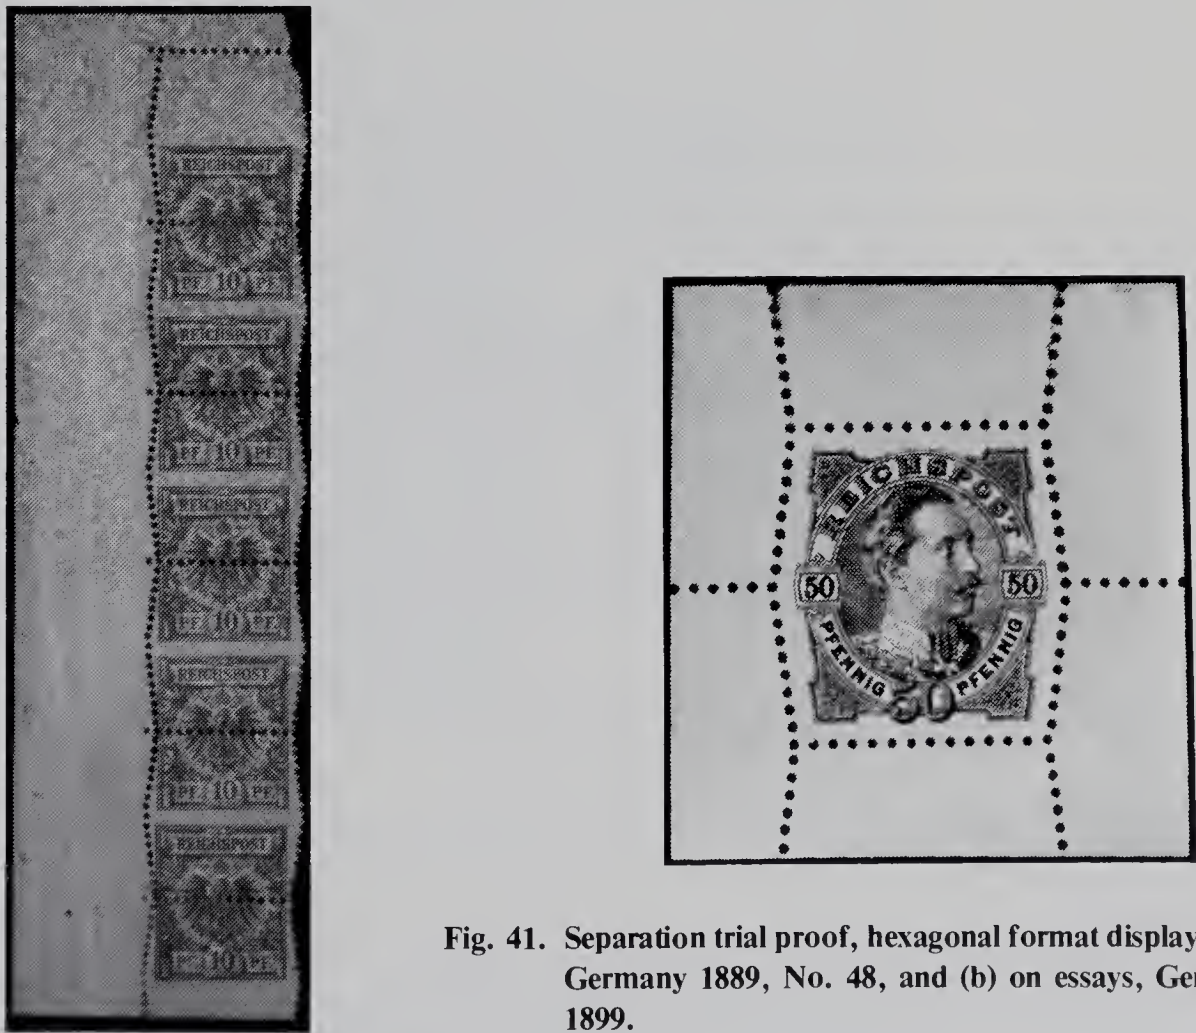 REICHSPOST
PF 10 PF
REICHSPOST
PF 10 PF
REICHSPOST
PF 10 PF
REICHSPOST
PF 10 PF
REICHSPOST
PF 10 PF
REICHSPOST
50 50
PFENNIG PFENNIG
50
Fig. 41. Separation trial proof, hexagonal format display
Germany 1889, No. 48, and (b) on essays, Ger
1899.